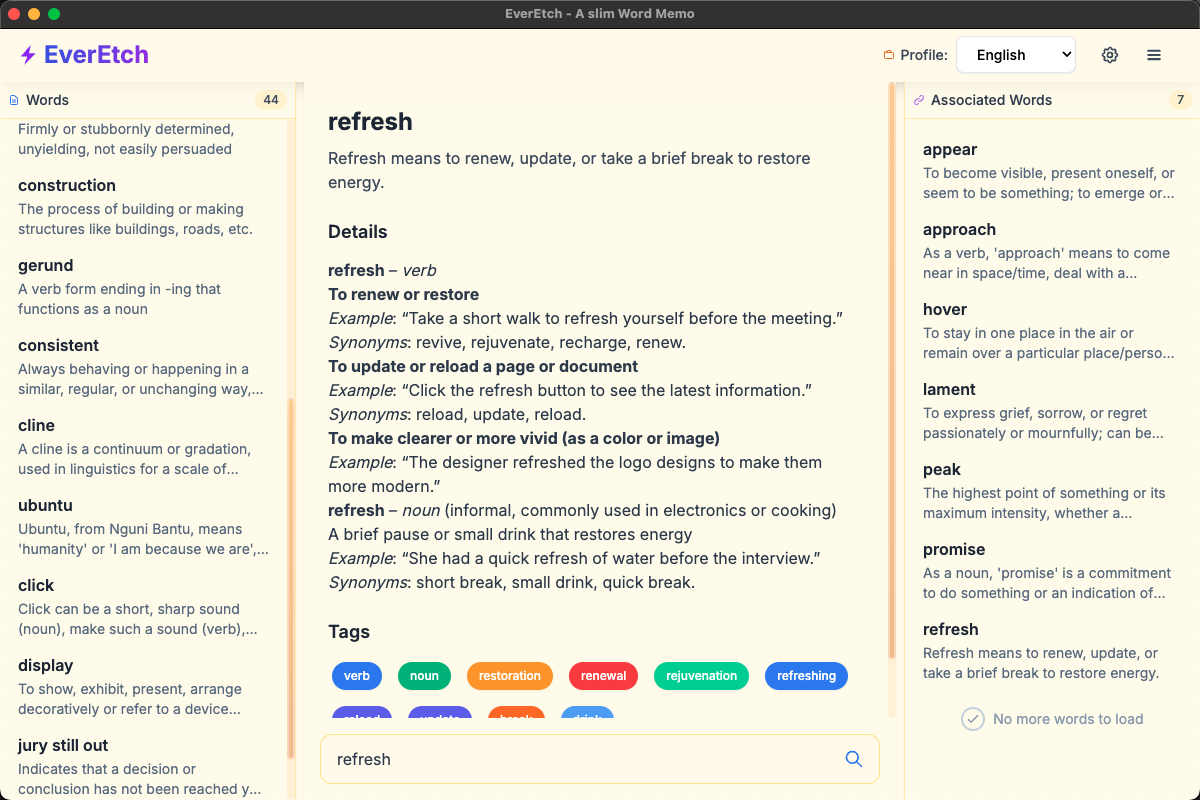 EverEtch - A slim Word Memo
EverEtch
Profile:
English
Words
44
Firmly or stubbornly determined,
unyielding, not easily persuaded
construction
The process of building or making
structures like buildings, roads, etc.
gerund
A verb form ending in -ing that
functions as a noun
consistent
Always behaving or happening in a
similar, regular, or unchanging way,...
cline
A cline is a continuum or gradation,
used in linguistics for a scale of...
ubuntu
Ubuntu, from Nguni Bantu, means
'humanity' or 'I am because we are',...
click
Click can be a short, sharp sound
(noun), make such a sound (verb),...
display
To show, exhibit, present, arrange
decoratively or refer to a device...
jury still out
Indicates that a decision or
conclusion has not been reached y...
refresh
Refresh means to renew, update, or take a brief break to restore
energy.
Details
refresh – verb
To renew or restore
Example: “Take a short walk to refresh yourself before the meeting.”
Synonyms: revive, rejuvenate, recharge, renew.
To update or reload a page or document
Example: “Click the refresh button to see the latest information.”
Synonyms: reload, update, reload.
To make clearer or more vivid (as a color or image)
Example: “The designer refreshed the logo designs to make them
more modern.”
refresh – noun (informal, commonly used in electronics or cooking)
A brief pause or small drink that restores energy
Example: “She had a quick refresh of water before the interview.”
Synonyms: short break, small drink, quick break.
Tags
verb noun restoration renewal rejuvenation refreshing
reload update break drink
refresh
Associated Words
7
appear
To become visible, present oneself, or
seem to be something; to emerge or...
approach
As a verb, 'approach' means to come
near in space/time, deal with a...
hover
To stay in one place in the air or
remain over a particular place/perso...
lament
To express grief, sorrow, or regret
passionately or mournfully; can be...
peak
The highest point of something or its
maximum intensity, whether a...
promise
As a noun, 'promise' is a commitment
to do something or an indication of...
refresh
Refresh means to renew, update, or
take a brief break to restore energy.
No more words to load